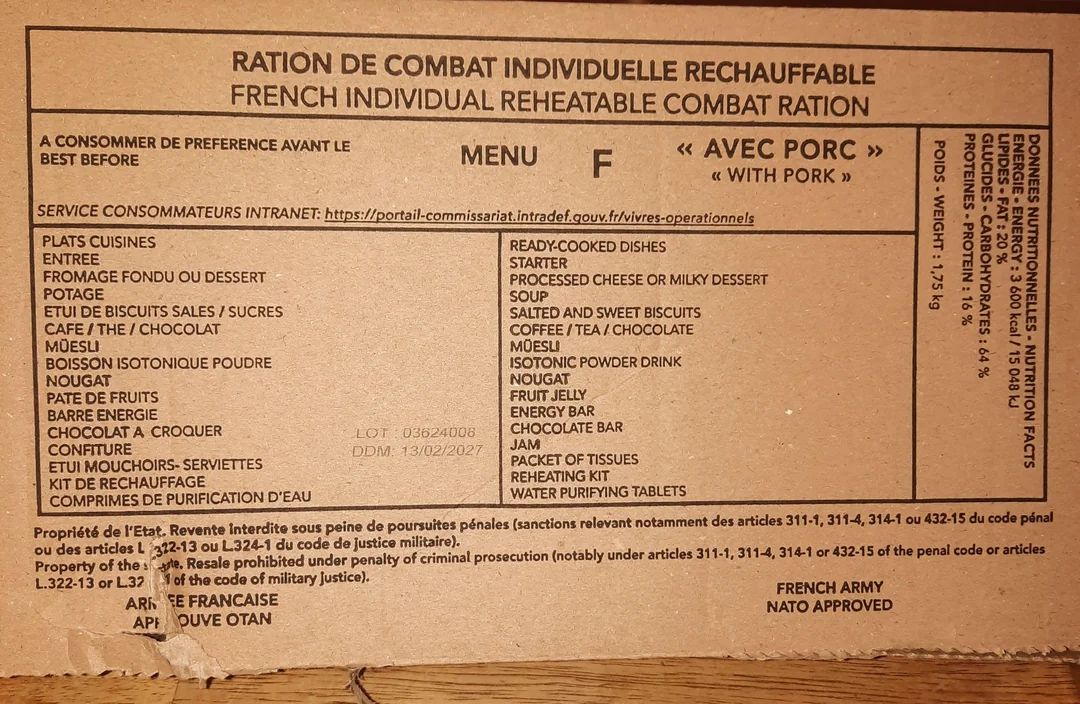 RATION DE COMBAT INDIVIDUELLE RECHAUFFABLE
FRENCH INDIVIDUAL REHEATABLE COMBAT RATION
A CONSOMMER DE PREFERENCE AVANT LE
BEST BEFORE
MENU F
« AVEC PORC »
« WITH PORK »
SERVICE CONSOMMATEURS INTRANET: https://portail-commissariat.intradef.gouv.fr/vivres-operationnels
PLATS CUISINES
ENTREE
FROMAGE FONDU OU DESSERT
POTAGE
ETUI DE BISCUITS SALES / SUCRES
CAFE / THE / CHOCOLAT
MÜESLI
BOISSON ISOTONIQUE POUDRE
NOUGAT
PATE DE FRUITS
BARRE ENERGIE
CHOCOLAT A CROQUER
CONFITURE
ETUI MOUCHOIRS- SERVIETTES
KIT DE RECHAUFFAGE
COMPRIMES DE PURIFICATION D'EAU
LOT : 03624008
DDM: 13/02/2027
READY-COOKED DISHES
STARTER
PROCESSED CHEESE OR MILKY DESSERT
SOUP
SALTED AND SWEET BISCUITS
COFFEE / TEA / CHOCOLATE
MÜESLI
ISOTONIC POWDER DRINK
NOUGAT
FRUIT JELLY
ENERGY BAR
CHOCOLATE BAR
JAM
PACKET OF TISSUES
REHEATING KIT
WATER PURIFYING TABLETS
DONNEES NUTRITIONNELLES - NUTRITION FACTS
ENERGIE - ENERGY : 3 600 kcal / 15 048 kJ
LIPIDES - FAT : 20 %
GLUCIDES - CARBOHYDRATES : 64 %
PROTEINES - PROTEIN : 16 %
POIDS - WEIGHT : 1,75 kg
Propriété de l'Etat. Revente interdite sous peine de poursuites pénales (sanctions relevant notamment des articles 311-1, 311-4, 314-1 ou 432-15 du code pénal
ou des articles L 322-13 ou L.324-1 du code de justice militaire).
Property of the Resale prohibited under penalty of criminal prosecution (notably under articles 311-1, 311-4, 314-1 or 432-15 of the penal code or articles
L.322-13 or of the code of military justice).
FRANCAISE
OTAN
FRENCH ARMY
NATO APPROVED